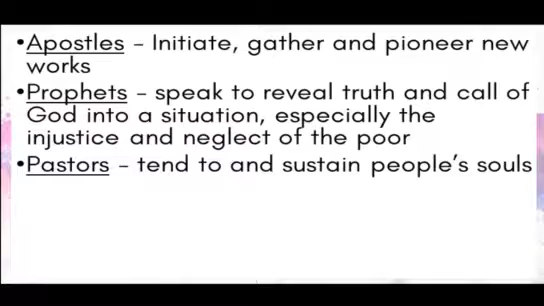 •Apostles – Initiate, gather and pioneer new
works
•Prophets – speak to reveal truth and call of
God into a situation, especially the
injustice and neglect of the poor
•Pastors – tend to and sustain people’s souls